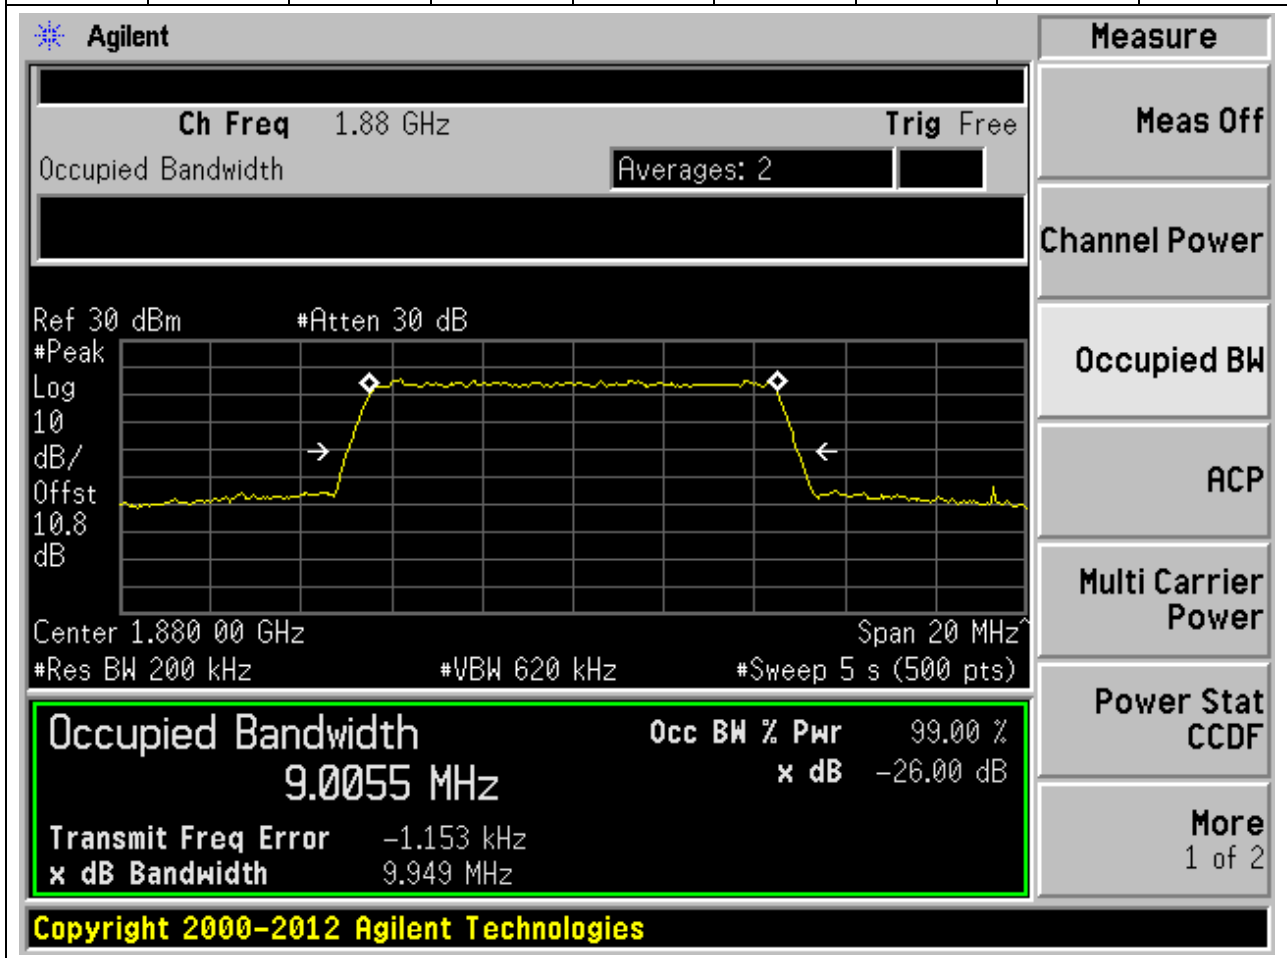 Agilent
Measure
Ch Freq 1.88 GHz Trig Free
Occupied Bandwidth Averages: 2
Meas Off
Channel Power
Occupied BW
ACP
Multi Carrier
Power
Power Stat
CCDF
More
1 of 2
Ref 30 dBm #Atten 30 dB
#Peak
Log
10
dB/
Offst
10.8
dB
Center 1.880 00 GHz Span 20 MHz^
#Res BW 200 kHz #VBW 620 kHz #Sweep 5 s (500 pts)
Occupied Bandwidth Occ BW % Pwr 99.00 %
9.0055 MHz x dB -26.00 dB
Transmit Freq Error -1.153 kHz
x dB Bandwidth 9.949 MHz
Copyright 2000-2012 Agilent Technologies